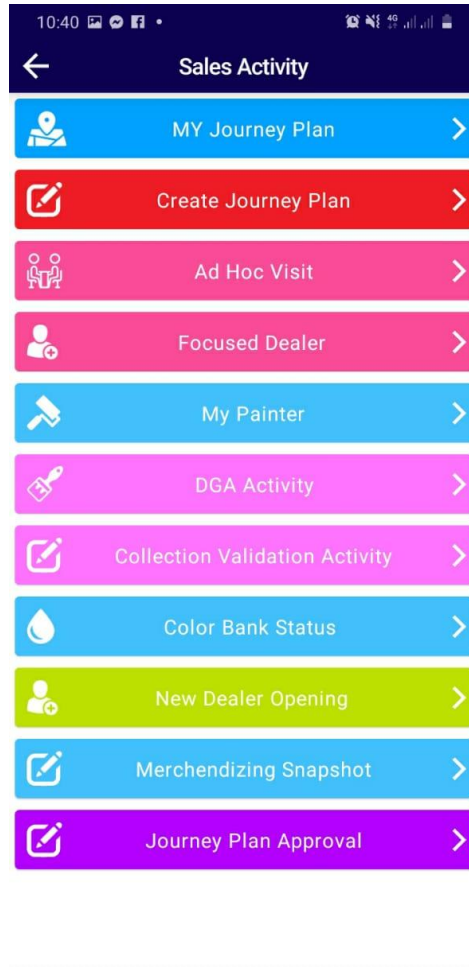 10:40
4G
Sales Activity
MY Journey Plan
Create Journey Plan
Ad Hoc Visit
Focused Dealer
My Painter
DGA Activity
Collection Validation Activity
Color Bank Status
New Dealer Opening
Merchendizing Snapshot
Journey Plan Approval